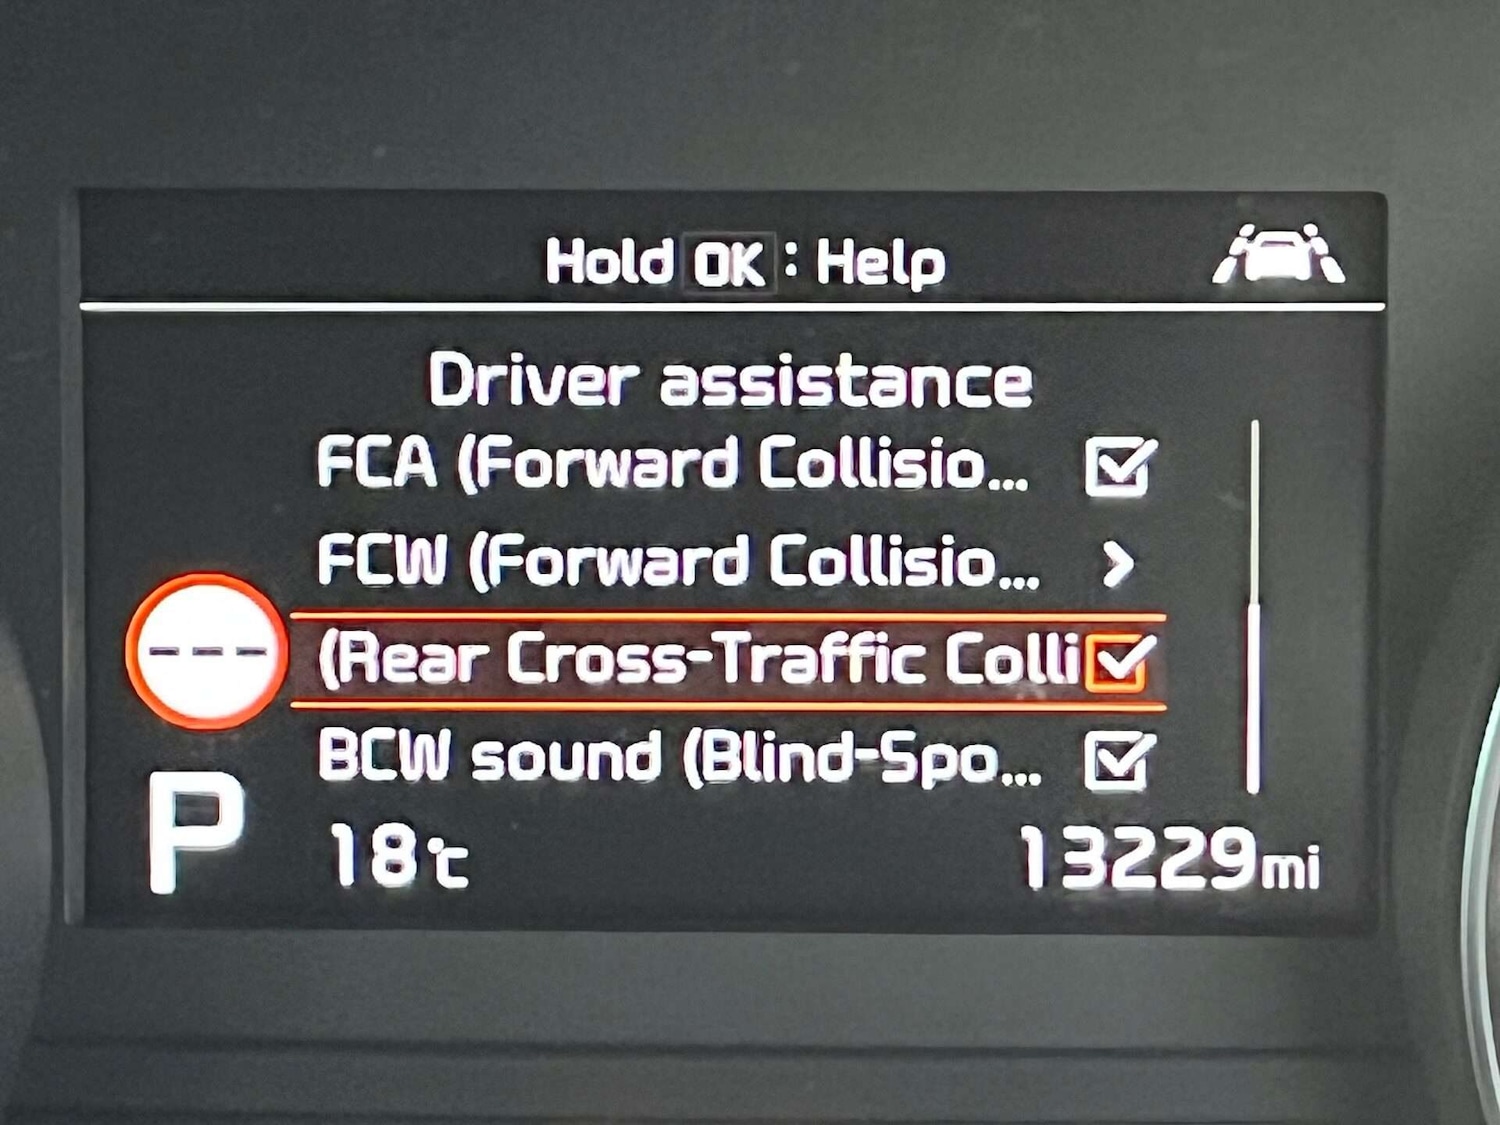 Hold OK : Help
Driver assistance
FCA (Forward Collisio...
FCW (Forward Collisio... >
(Rear Cross-Traffic Colli
BCW sound (Blind-Spo...
---
P 18℃ 13229mi